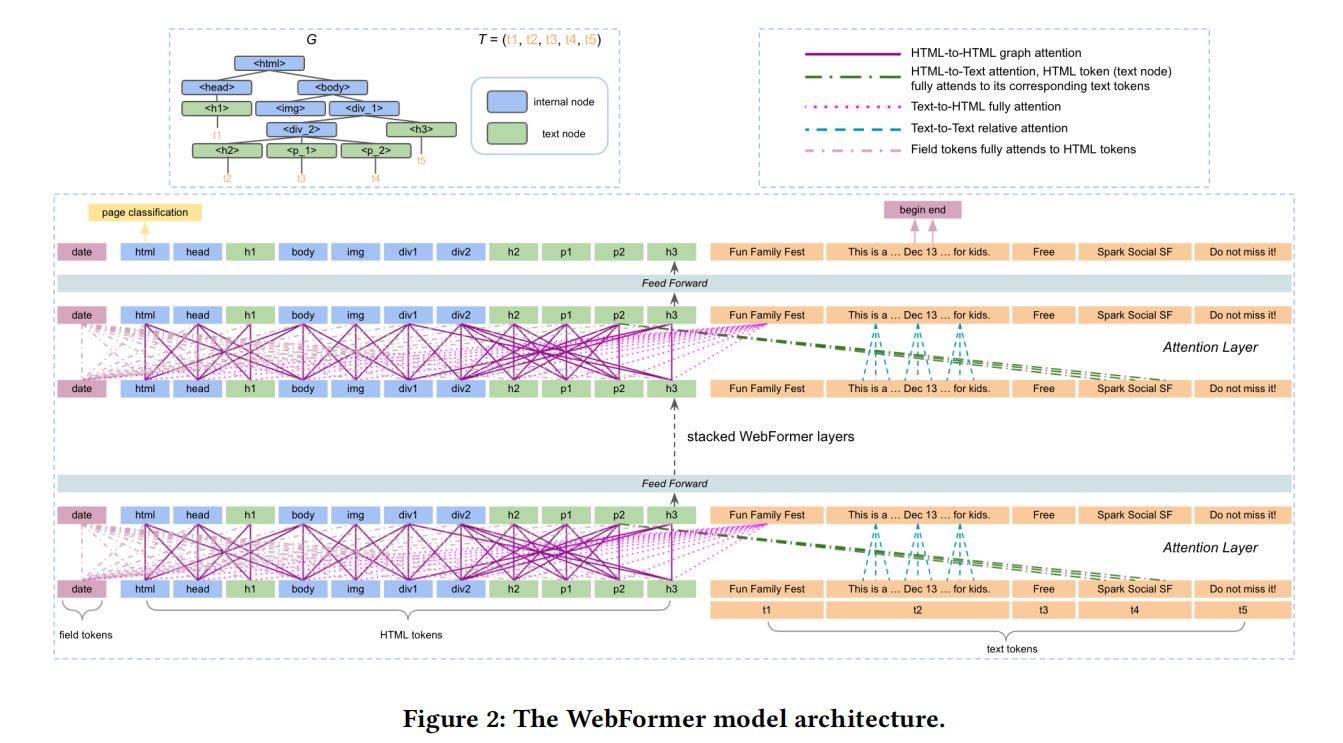 G
T = (t1, t2, t3, t4, t5)
<html>
<head>
<body>
<h1>
<img>
<div_1>
t1
<div_2>
<h3>
<h2>
<p_1>
<p_2>
t5
t2
t3
t4
internal node
text node
HTML-to-HTML graph attention
HTML-to-Text attention, HTML token (text node)
fully attends to its corresponding text tokens
Text-to-HTML fully attention
Text-to-Text relative attention
Field tokens fully attends to HTML tokens
page classification
begin end
date html head h1 body img div1 div2 h2 p1 p2 h3 Fun Family Fest This is a ... Dec 13 ... for kids. Free Spark Social SF Do not miss it!
Feed Forward
date html head h1 body img div1 div2 h2 p1 p2 h3 Fun Family Fest This is a ... Dec 13 ... for kids. Free Spark Social SF Do not miss it!
Attention Layer
date html head h1 body img div1 div2 h2 p1 p2 h3 Fun Family Fest This is a ... Dec 13 ... for kids. Free Spark Social SF Do not miss it!
stacked WebFormer layers
Feed Forward
date html head h1 body img div1 div2 h2 p1 p2 h3 Fun Family Fest This is a ... Dec 13 ... for kids. Free Spark Social SF Do not miss it!
Attention Layer
date html head h1 body img div1 div2 h2 p1 p2 h3 Fun Family Fest This is a ... Dec 13 ... for kids. Free Spark Social SF Do not miss it!
t1 t2 t3 t4 t5
field tokens
HTML tokens
text tokens
Figure 2: The WebFormer model architecture.